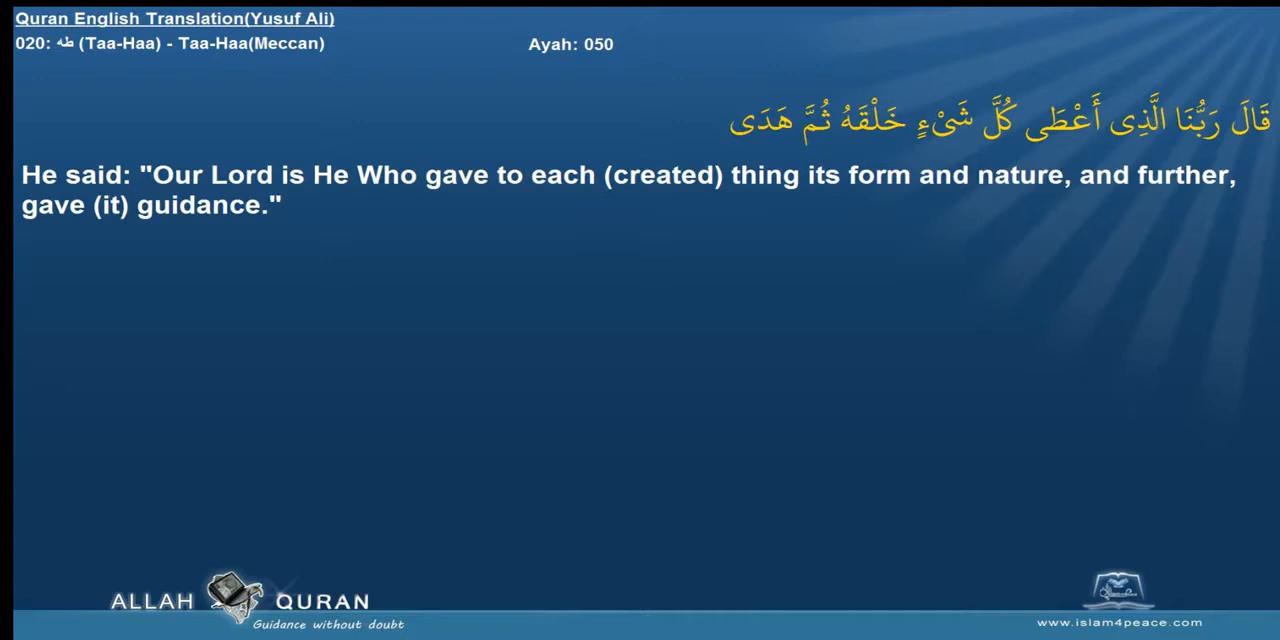 Quran English Translation(Yusuf Ali)
020: طه (Taa-Haa) - Taa-Haa(Meccan) Ayah: 050
قَالَ رَبُّنَا الَّذِى أَعْطَى كُلَّ شَىْءٍ خَلْقَهُ ثُمَّ هَدَى
He said: "Our Lord is He Who gave to each (created) thing its form and nature, and further,
gave (it) guidance."
ALLAH QURAN
Guidance without doubt
www.islam4peace.com